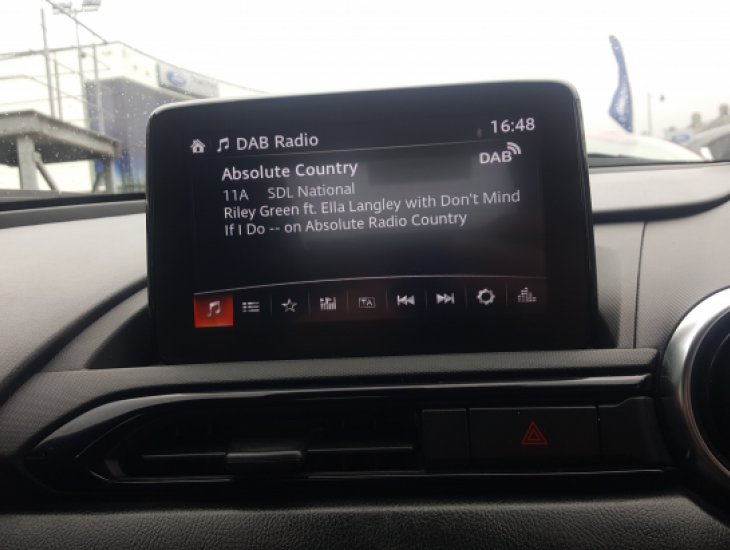 16:48
DAB Radio
Absolute Country
DAB
11A SDL National
Riley Green ft. Ella Langley with Don't Mind
If I Do -- on Absolute Radio Country
TA